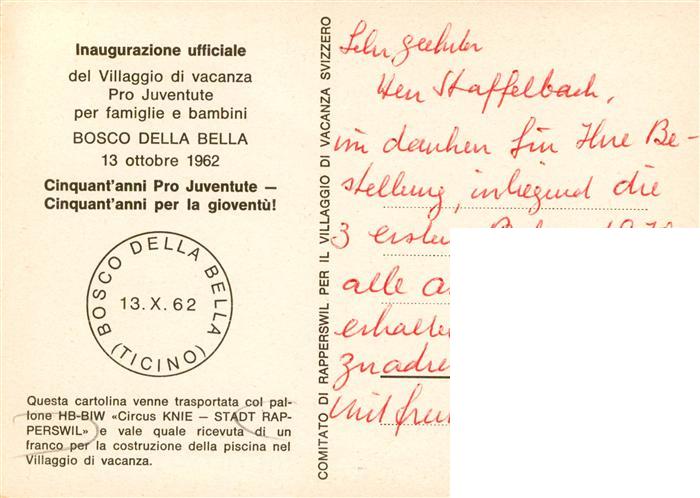 Inaugurazione ufficiale
del Villaggio di vacanza
Pro Juventute
per famiglie e bambini
BOSCO DELLA BELLA
13 ottobre 1962
Cinquant'anni Pro Juventute —
Cinquant'anni per la gioventù!
BOSCO DELLA BELLA
13. X. 62
(TICINO)
Questa cartolina venne trasportata col pal-
lone HB-BIW «Circus KNIE — STADT RAP-
PERSWIL» e vale quale ricevuta di un
franco per la costruzione della piscina nel
Villaggio di vacanza.
COMITATO DI RAPPERSWIL PER IL VILLAGGIO DI VACANZA SVIZZERO
Sehr geehrter
Herr Staffelbach,
danken für Ihre Be-
stellung, inliegend die
3 ersten
alle
erhalte
Mit freu